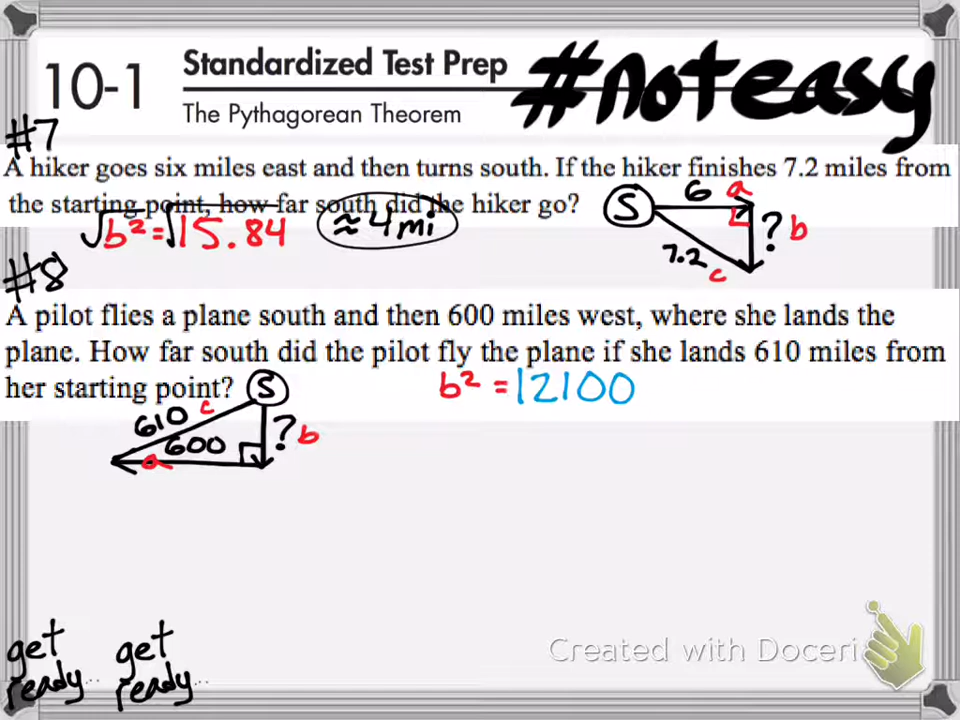 10-1
Standardized Test Prep
#noteasy
The Pythagorean Theorem
#7
A hiker goes six miles east and then turns south. If the hiker finishes 7.2 miles from
the starting point, how far south did the hiker go?
√b² = √15.84
≈ 4 mi
S
6
a
? b
7.2
c
#8
A pilot flies a plane south and then 600 miles west, where she lands the
plane. How far south did the pilot fly the plane if she lands 610 miles from
her starting point?
S
b² = 12100
610 c
600
? b
a
Created with Doceri
get
ready..
get
ready..